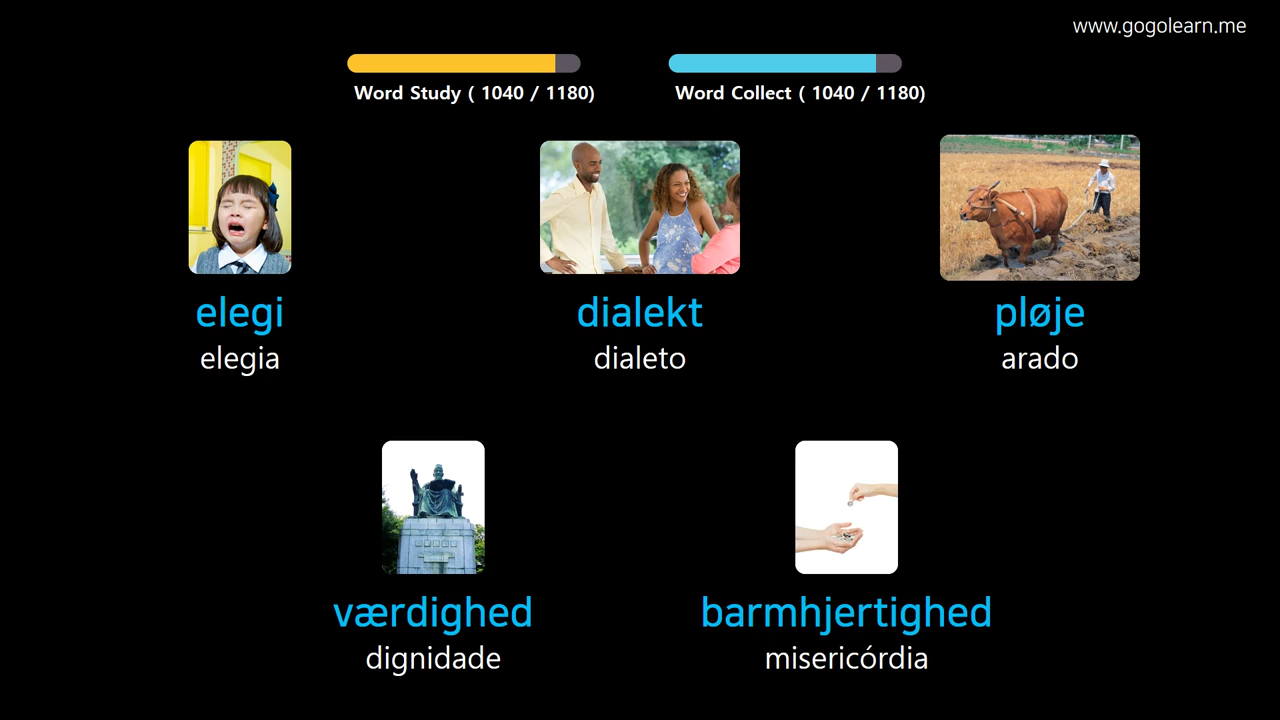 www.gogolearn.me
Word Study ( 1040 / 1180)
Word Collect ( 1040 / 1180)
elegi
elegia
dialekt
dialeto
pløje
arado
værdighed
dignidade
barmhjertighed
misericórdia